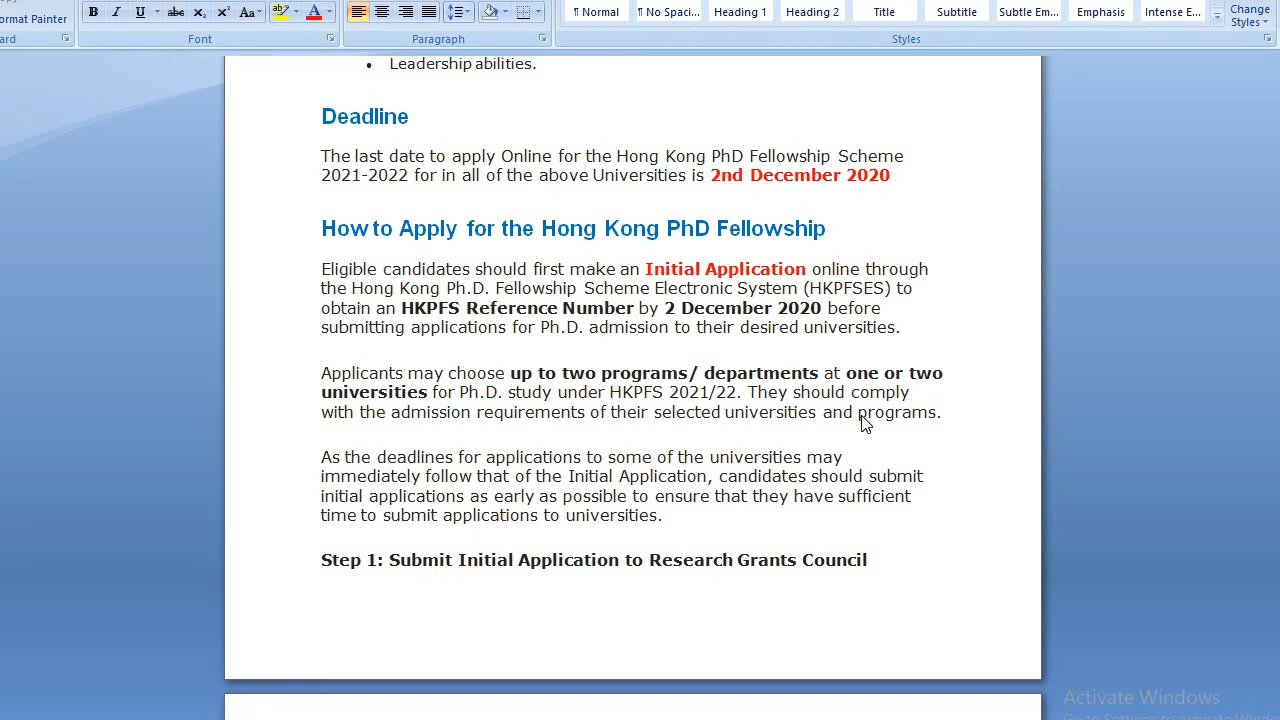 ormat Painter
B I U abc x₂ x² Aa ab A
¶ Normal ¶ No Spaci... Heading 1 Heading 2 Title Subtitle Subtle Em... Emphasis Intense E... Change Styles
ard Font Paragraph Styles
• Leadership abilities.
Deadline
The last date to apply Online for the Hong Kong PhD Fellowship Scheme
2021-2022 for in all of the above Universities is 2nd December 2020
How to Apply for the Hong Kong PhD Fellowship
Eligible candidates should first make an Initial Application online through
the Hong Kong Ph.D. Fellowship Scheme Electronic System (HKPFSES) to
obtain an HKPFS Reference Number by 2 December 2020 before
submitting applications for Ph.D. admission to their desired universities.
Applicants may choose up to two programs/ departments at one or two
universities for Ph.D. study under HKPFS 2021/22. They should comply
with the admission requirements of their selected universities and programs.
As the deadlines for applications to some of the universities may
immediately follow that of the Initial Application, candidates should submit
initial applications as early as possible to ensure that they have sufficient
time to submit applications to universities.
Step 1: Submit Initial Application to Research Grants Council
Activate Windows